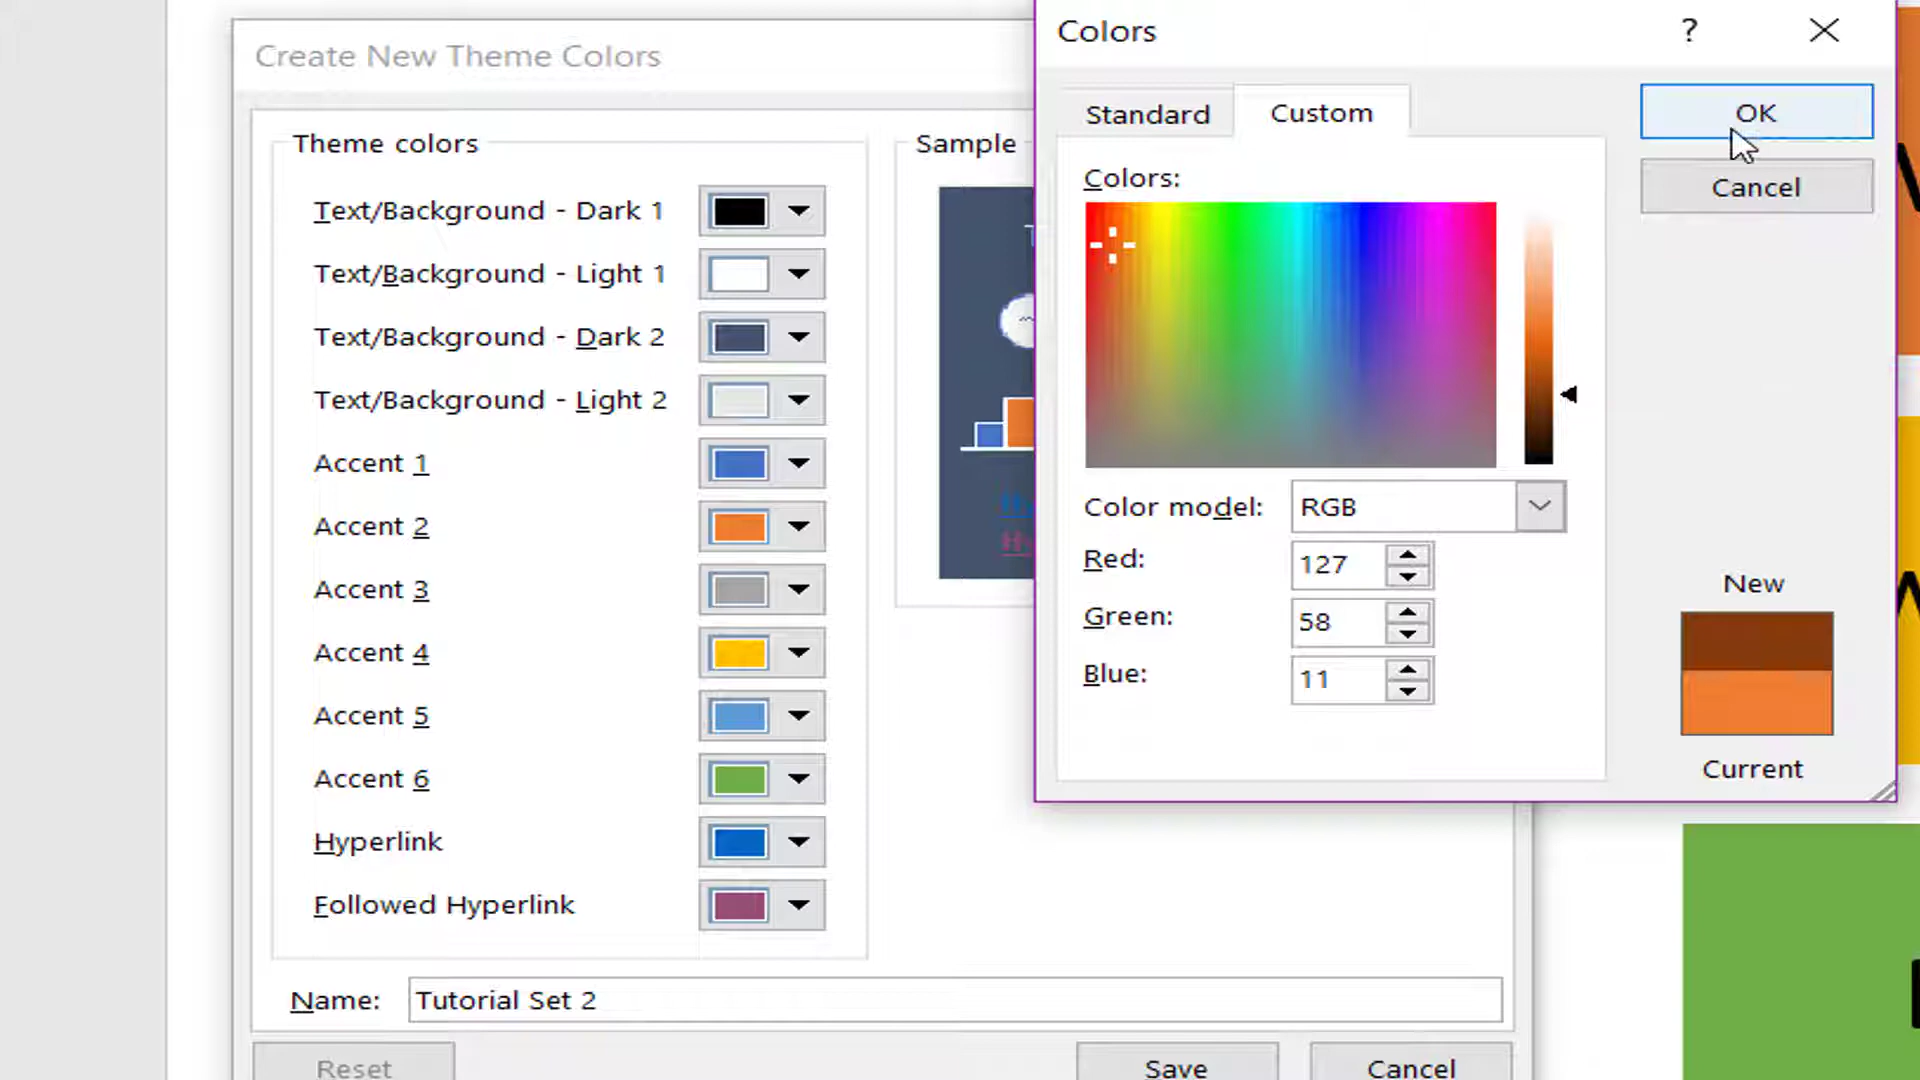 Create New Theme Colors
Theme colors
Text/Background - Dark 1
Text/Background - Light 1
Text/Background - Dark 2
Text/Background - Light 2
Accent 1
Accent 2
Accent 3
Accent 4
Accent 5
Accent 6
Hyperlink
Followed Hyperlink
Sample
Name: Tutorial Set 2
Reset
Save
Cancel
Colors
?
Standard
Custom
OK
Cancel
Colors:
Color model: RGB
Red: 127
Green: 58
Blue: 11
New
Current